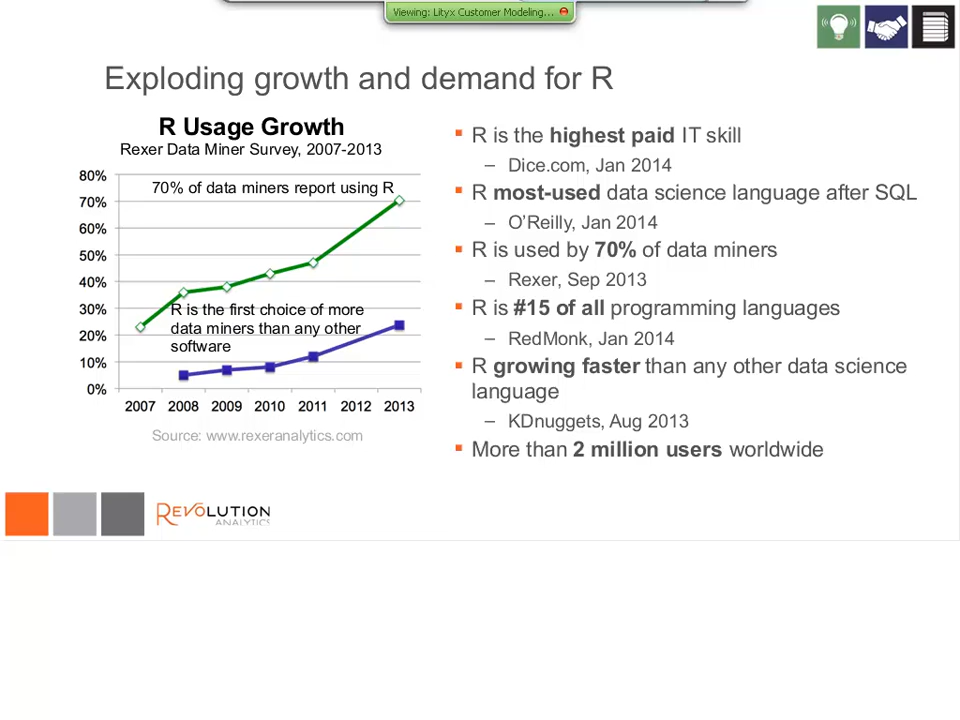 Viewing: Lityx Customer Modeling...
Exploding growth and demand for R
R Usage Growth
Rexer Data Miner Survey, 2007-2013
80%
70% of data miners report using R
70%
60%
50%
40%
30%
R is the first choice of more
data miners than any other
software
20%
10%
0%
2007 2008 2009 2010 2011 2012 2013
Source: www.rexeranalytics.com
▪ R is the highest paid IT skill
– Dice.com, Jan 2014
▪ R most-used data science language after SQL
– O’Reilly, Jan 2014
▪ R is used by 70% of data miners
– Rexer, Sep 2013
▪ R is #15 of all programming languages
– RedMonk, Jan 2014
▪ R growing faster than any other data science
language
– KDnuggets, Aug 2013
▪ More than 2 million users worldwide
REVOLUTION
ANALYTICS